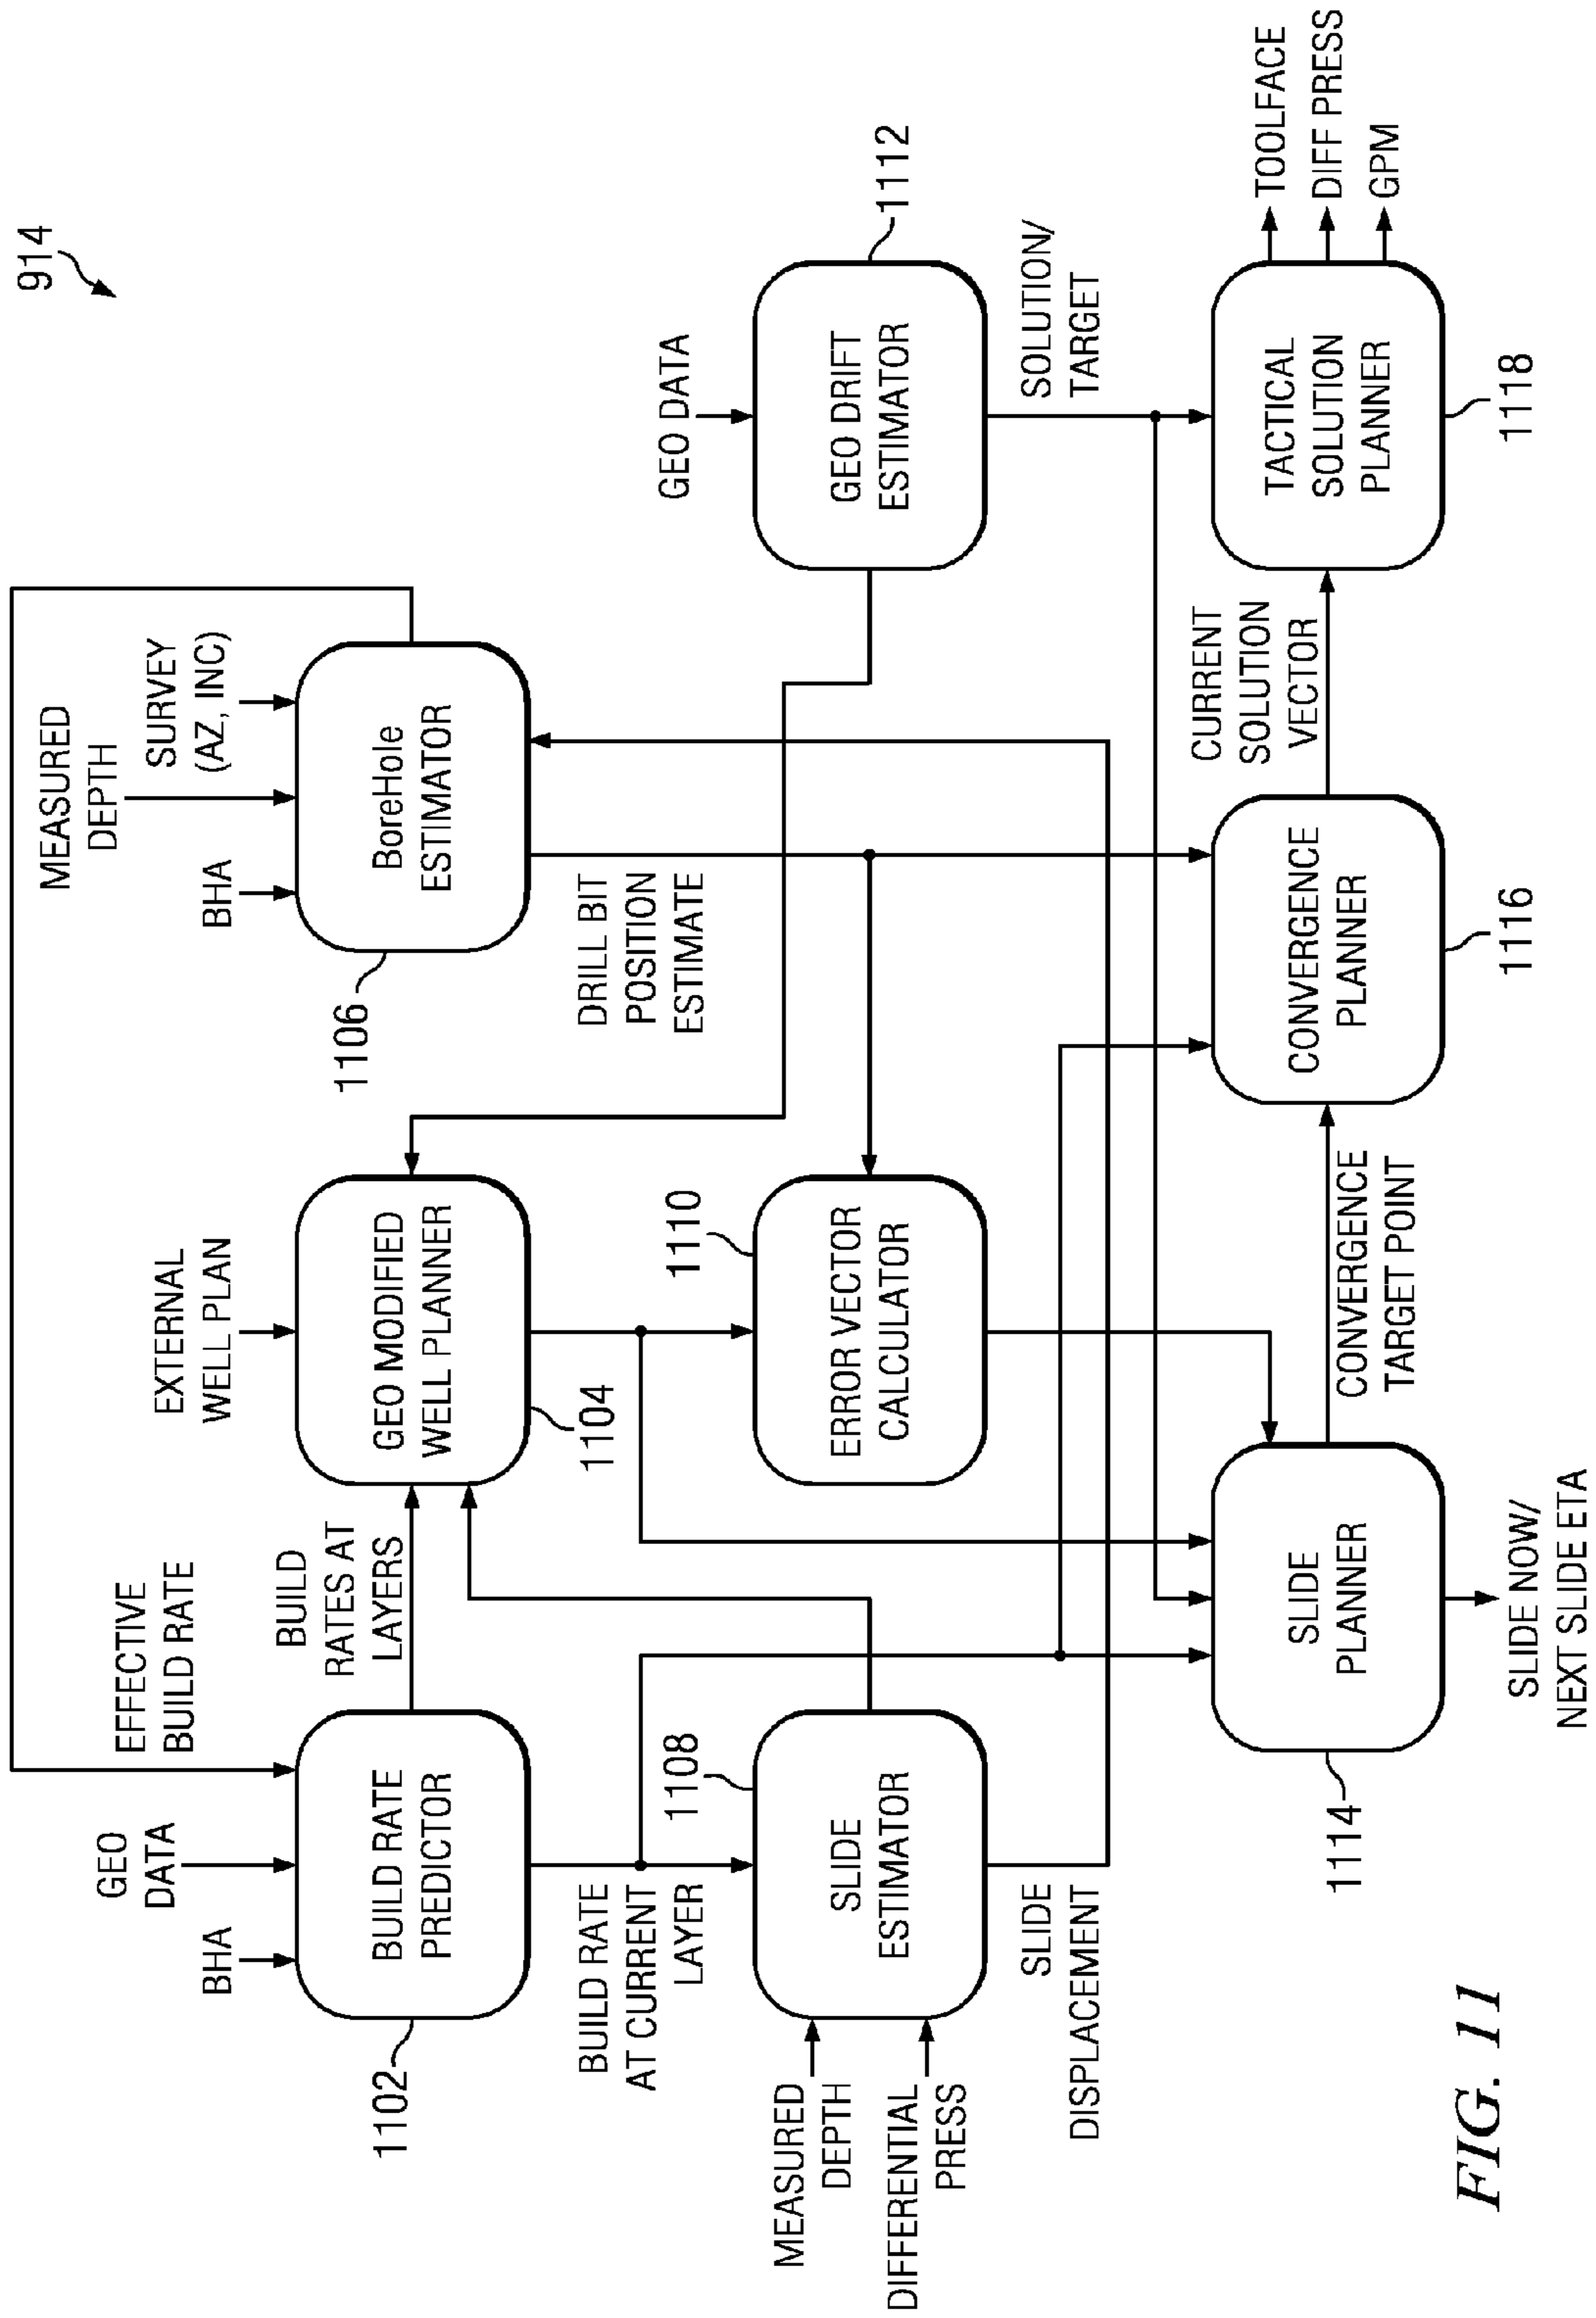 914
EFFECTIVE
BUILD RATE
GEO
DATA
BHA
BUILD RATE
PREDICTOR
1102
BUILD
RATES AT
LAYERS
EXTERNAL
WELL PLAN
GEO MODIFIED
WELL PLANNER
1104
MEASURED
DEPTH
BHA
SURVEY
(AZ, INC)
BoreHole
ESTIMATOR
1106
BUILD RATE
AT CURRENT
LAYER
1108
SLIDE
ESTIMATOR
MEASURED
DEPTH
DIFFERENTIAL
PRESS
SLIDE
DISPLACEMENT
1110
ERROR VECTOR
CALCULATOR
DRILL BIT
POSITION
ESTIMATE
GEO DATA
GEO DRIFT
ESTIMATOR
1112
SOLUTION/
TARGET
SLIDE
PLANNER
1114
SLIDE NOW/
NEXT SLIDE ETA
CONVERGENCE
TARGET POINT
CONVERGENCE
PLANNER
1116
CURRENT
SOLUTION
VECTOR
TACTICAL
SOLUTION
PLANNER
1118
TOOLFACE
DIFF PRESS
GPM
FIG. 11